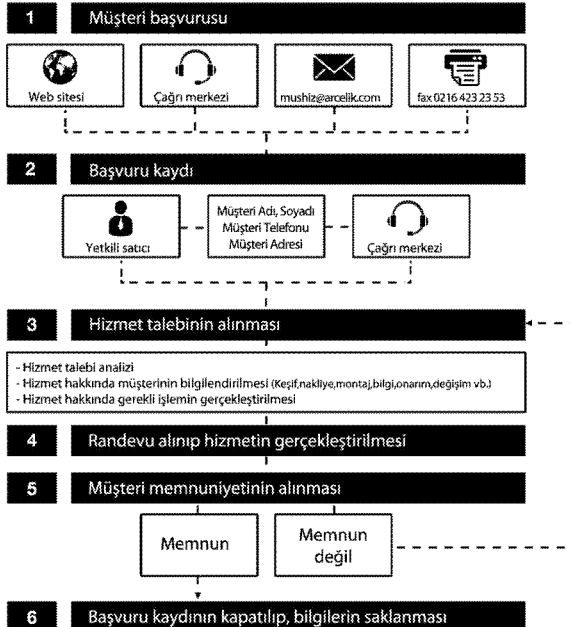 1 Müşteri başvurusu
Web sitesi
Çağrı merkezi
mushiz@arcelik.com
fax 0216 423 23 53
2 Başvuru kaydı
Yetkili satıcı
Müşteri Adı, Soyadı
Müşteri Telefonu
Müşteri Adresi
Çağrı merkezi
3 Hizmet talebinin alınması
- Hizmet talebi analizi
- Hizmet hakkında müşterinin bilgilendirilmesi (Keşif,nakliye,montaj,bilgi,onarım,değişim vb.)
- Hizmet hakkında gerekli işlemin gerçekleştirilmesi
4 Randevu alınıp hizmetin gerçekleştirilmesi
5 Müşteri memnuniyetinin alınması
Memnun
Memnun
değil
6 Başvuru kaydının kapatılıp, bilgilerin saklanması